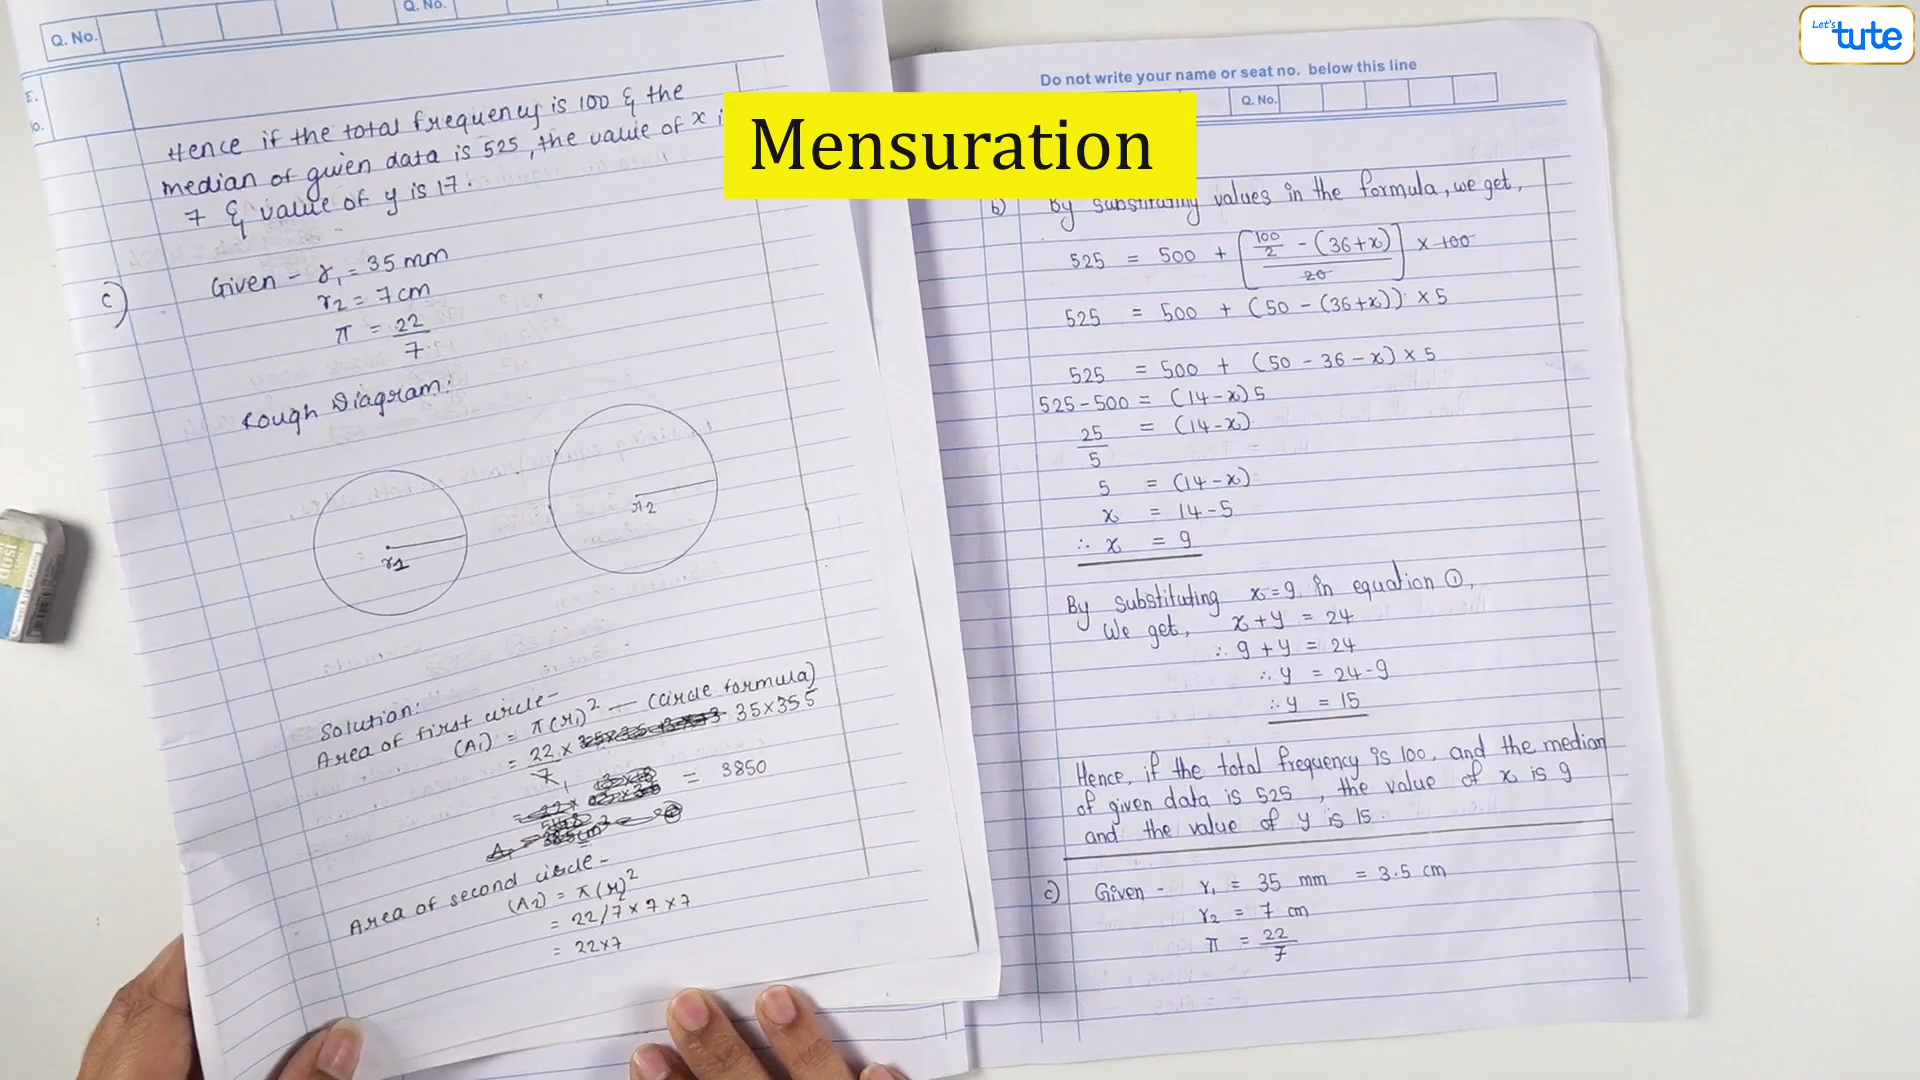 Let's tute
Mensuration
Q. No.
Q. No.
Hence if the total frequency is 100 & the
median of given data is 525, the value of x
7 & value of y is 17.
c) Given - r₁ = 35 mm
r₂ = 7 cm
π = 22/7
Rough Diagram:
r₁
r₂
Solution:
Area of first circle-
(A₁) = π(r₁)² — (circle formula)
= 22/7 × 35×35 5
= 3850
Area of second circle -
(A₂) = π(r)²
= 22/7 × 7 × 7
= 22×7
Do not write your name or seat no. below this line
Q. No.
b) By substituting values in the formula, we get,
525 = 500 + [100/2 - (36+x) / 20] × 100
525 = 500 + (50 - (36+x)) × 5
525 = 500 + (50 - 36 - x) × 5
525-500 = (14-x) 5
25/5 = (14-x)
5 = (14-x)
x = 14-5
∴ x = 9
By substituting x=9 in equation ①,
We get, x+y = 24
∴ 9+y = 24
∴ y = 24-9
∴ y = 15
Hence, if the total frequency is 100, and the median
of given data is 525, the value of x is 9
and the value of y is 15.
c) Given - r₁ = 35 mm = 3.5 cm
r₂ = 7 cm
π = 22/7